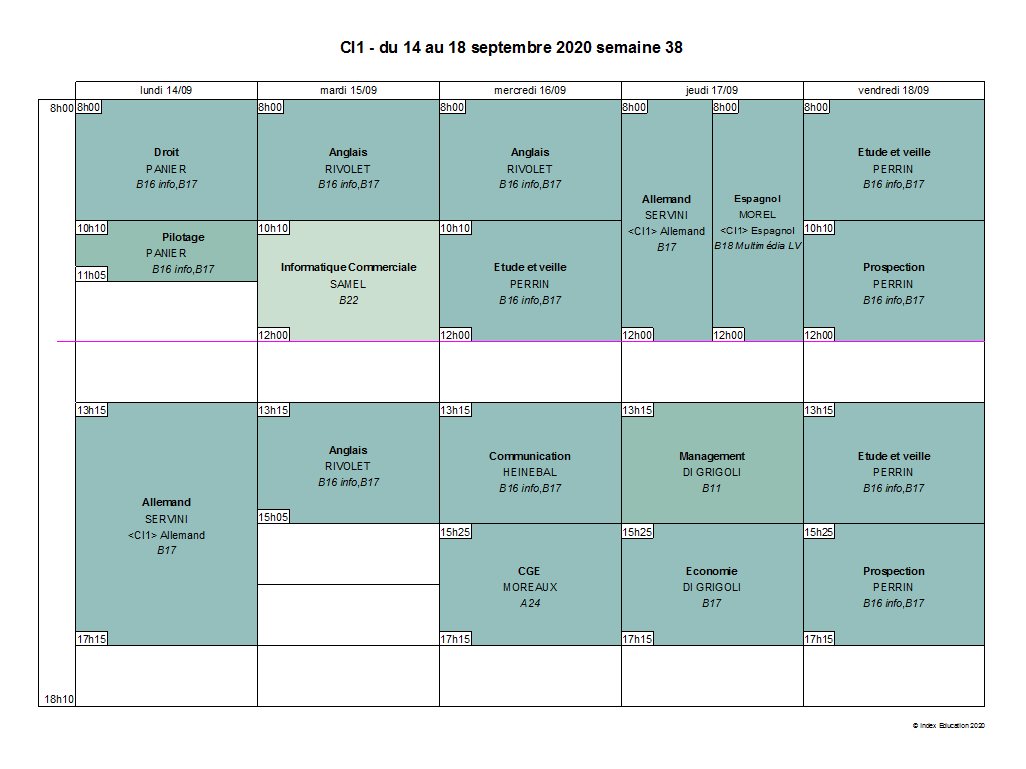 CI1 - du 14 au 18 septembre 2020 semaine 38
lundi 14/09
mardi 15/09
mercredi 16/09
jeudi 17/09
vendredi 18/09
8h00
8h00
Droit
PANIER
B16 info,B17
10h10
Pilotage
PANIER
B16 info,B17
11h05
13h15
Allemand
SERVINI
<CI1> Allemand
B17
17h15
8h00
Anglais
RIVOLET
B16 info,B17
10h10
Informatique Commerciale
SAMEL
B22
12h00
13h15
Anglais
RIVOLET
B16 info,B17
15h05
8h00
Anglais
RIVOLET
B16 info,B17
10h10
Etude et veille
PERRIN
B16 info,B17
12h00
13h15
Communication
HEINEBAL
B16 info,B17
15h25
CGE
MOREAUX
A24
17h15
8h00
Allemand
SERVINI
<CI1> Allemand
B17
12h00
8h00
Espagnol
MOREL
<CI1> Espagnol
B18 Multimédia LV
12h00
13h15
Management
DI GRIGOLI
B11
15h25
Economie
DI GRIGOLI
B17
17h15
8h00
Etude et veille
PERRIN
B16 info,B17
10h10
Prospection
PERRIN
B16 info,B17
12h00
13h15
Etude et veille
PERRIN
B16 info,B17
15h25
Prospection
PERRIN
B16 info,B17
17h15
18h10
© Index Education 2020